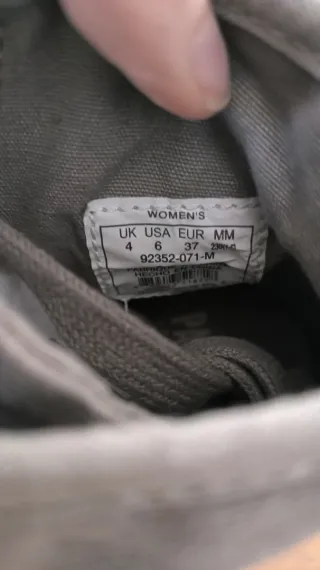 WOMEN'S
UK USA EUR MM
4 6 37
92352-071-M